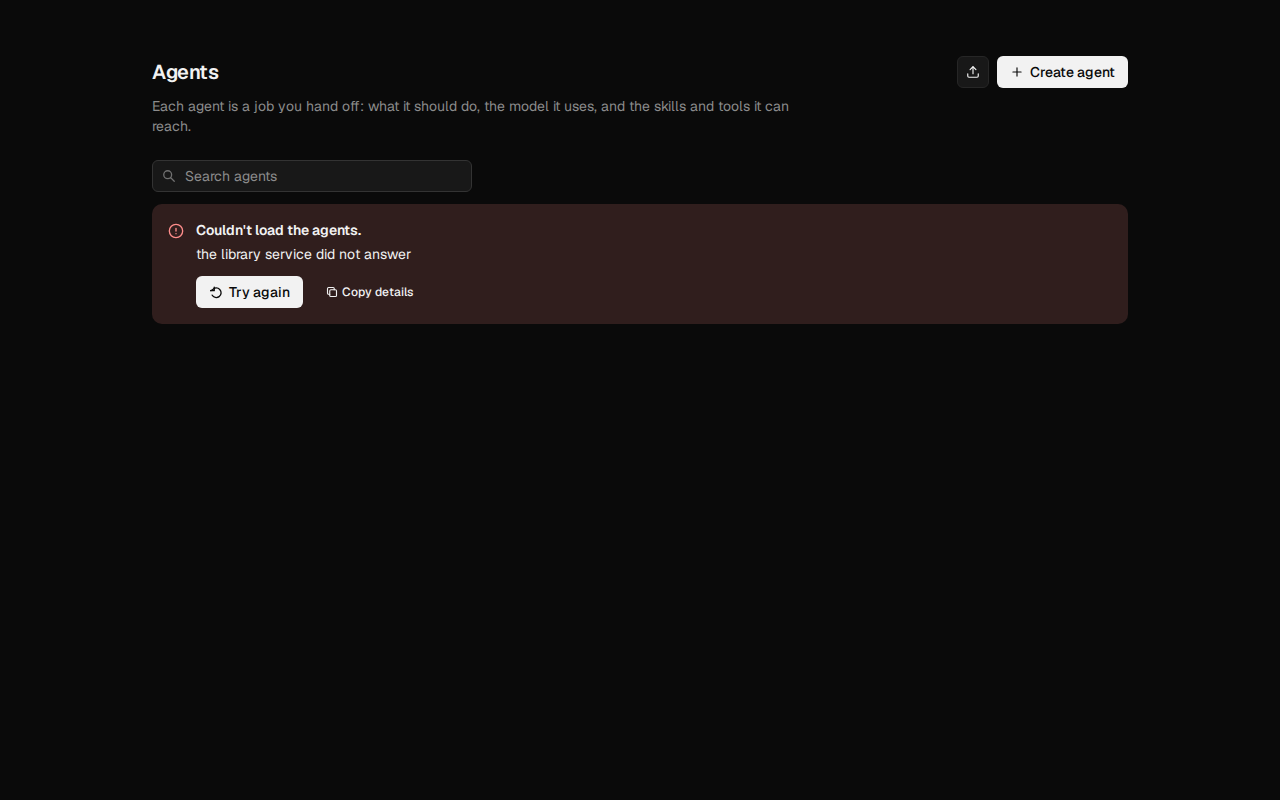 Agents
Create agent
Each agent is a job you hand off: what it should do, the model it uses, and the skills and tools it can
reach.
Search agents
Couldn't load the agents.
the library service did not answer
Try again
Copy details